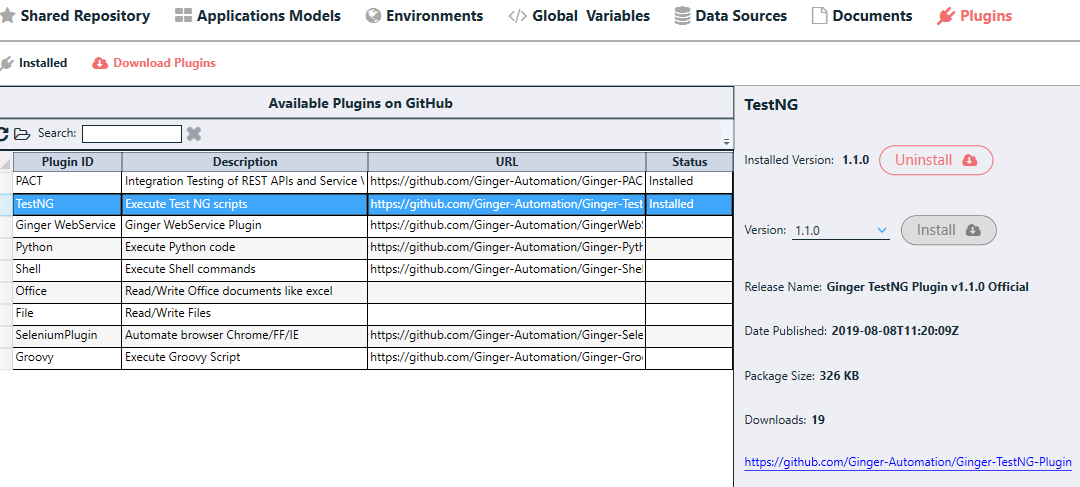 Shared Repository Applications Models Environments Global Variables Data Sources Documents Plugins
Installed Download Plugins
Available Plugins on GitHub
Search:
Plugin ID Description URL Status
PACT Integration Testing of REST APIs and Service https://github.com/Ginger-Automation/Ginger-PAC Installed
TestNG Execute Test NG scripts https://github.com/Ginger-Automation/Ginger-Test Installed
Ginger WebService Ginger WebService Plugin https://github.com/Ginger-Automation/GingerWebS
Python Execute Python code https://github.com/Ginger-Automation/Ginger-Pyth
Shell Execute Shell commands https://github.com/Ginger-Automation/Ginger-Shel
Office Read/Write Office documents like excel
File Read/Write Files
SeleniumPlugin Automate browser Chrome/FF/IE https://github.com/Ginger-Automation/Ginger-Sele
Groovy Execute Groovy Script https://github.com/Ginger-Automation/Ginger-Groo
TestNG
Installed Version: 1.1.0 Uninstall
Version: 1.1.0 Install
Release Name: Ginger TestNG Plugin v1.1.0 Official
Date Published: 2019-08-08T11:20:09Z
Package Size: 326 KB
Downloads: 19
https://github.com/Ginger-Automation/Ginger-TestNG-Plugin